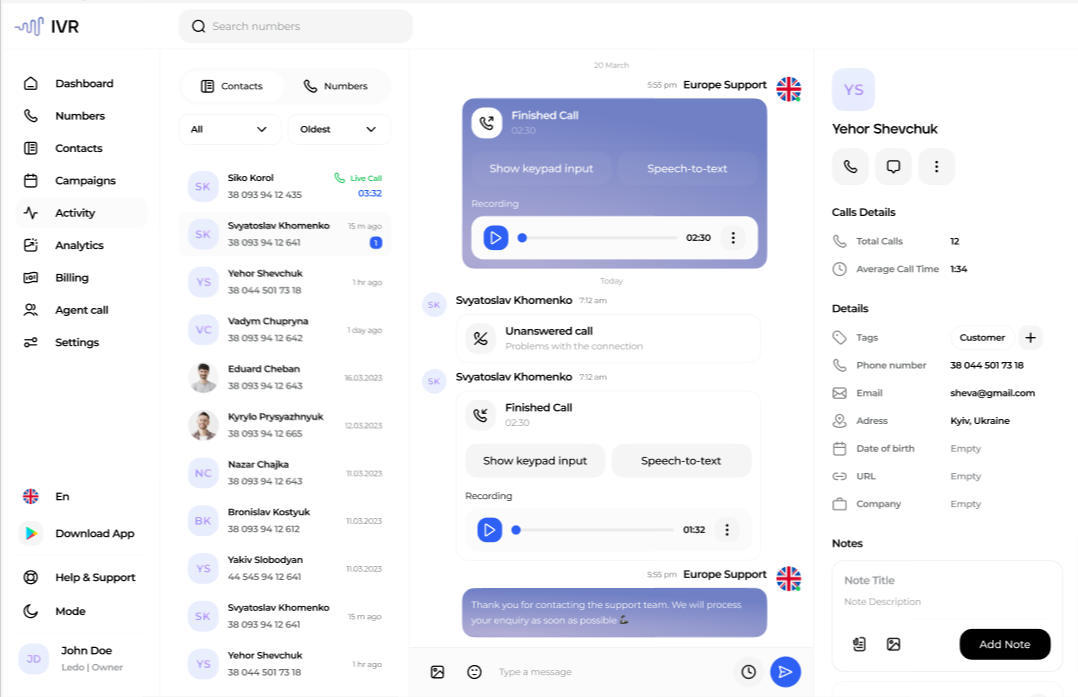 IVR
Search numbers
Dashboard
Numbers
Contacts
Campaigns
Activity
Analytics
Billing
Agent call
Settings
En
Download App
Help & Support
Mode
JD
John Doe
Ledo | Owner
Contacts
Numbers
All
Oldest
SK
Siko Korol
Live Call
38 093 94 12 435
03:32
SK
Svyatoslav Khomenko
15 m ago
38 093 94 12 641
1
YS
Yehor Shevchuk
38 044 501 73 18
1 hr ago
VC
Vadym Chupryna
38 093 94 12 642
1 day ago
Eduard Cheban
38 093 94 12 643
16.03.2023
Kyrylo Prysyazhnyuk
38 093 94 12 665
12.03.2023
NC
Nazar Chajka
38 093 94 12 643
11.03.2023
BK
Bronislav Kostyuk
38 093 94 12 612
11.03.2023
YS
Yakiv Slobodyan
44 545 94 12 641
11.03.2023
SK
Svyatoslav Khomenko
38 093 94 12 641
15 m ago
YS
Yehor Shevchuk
38 044 501 73 18
1 hr ago
20 March
5:55 pm Europe Support
Finished Call
02:30
Show keypad input
Speech-to-text
Recording
02:30
Today
SK
Svyatoslav Khomenko 7:12 am
Unanswered call
Problems with the connection
SK
Svyatoslav Khomenko 7:12 am
Finished Call
02:30
Show keypad input
Speech-to-text
Recording
01:32
5:55 pm Europe Support
Thank you for contacting the support team. We will process
your enquiry as soon as possible
Type a message
YS
Yehor Shevchuk
Calls Details
Total Calls 12
Average Call Time 1:34
Details
Tags Customer
Phone number 38 044 501 73 18
Email sheva@gmail.com
Adress Kyiv, Ukraine
Date of birth Empty
URL Empty
Company Empty
Notes
Note Title
Note Description
Add Note